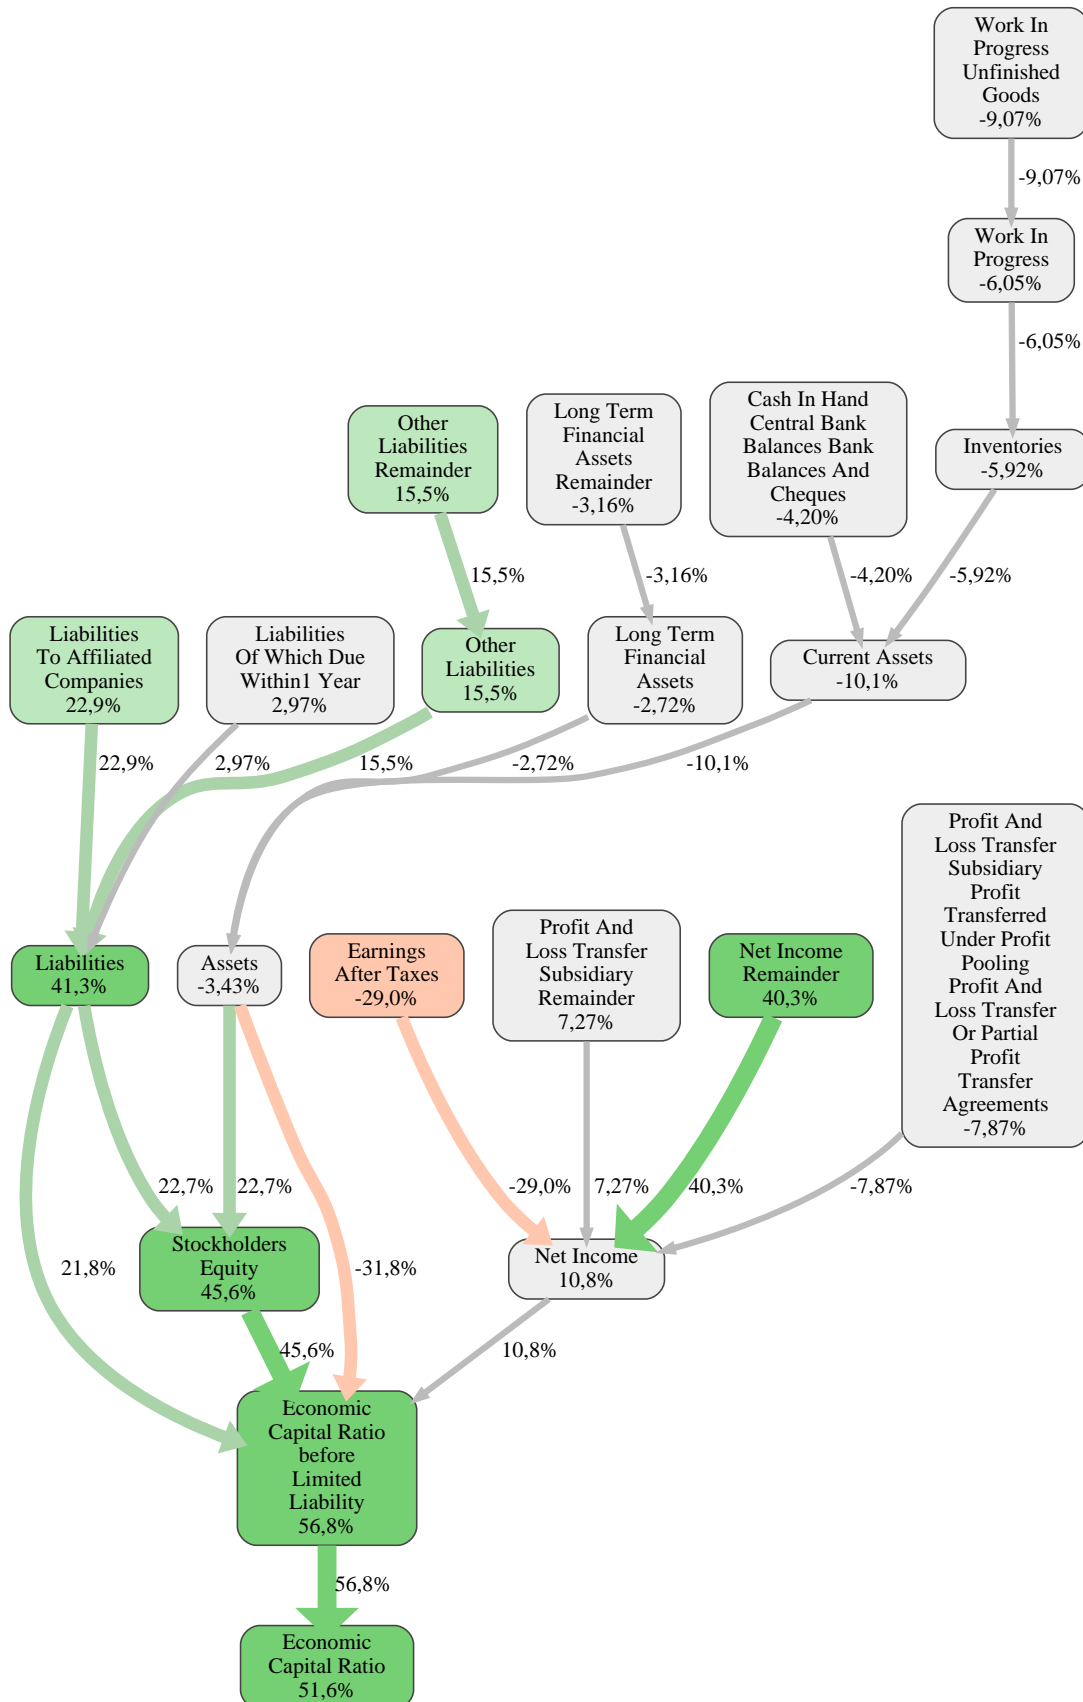 Work In
Progress
Unfinished
Goods
-9,07%
-9,07%
Work In
Progress
-6,05%
-6,05%
Other
Liabilities
Remainder
15,5%
Long Term
Financial
Assets
Remainder
-3,16%
Cash In Hand
Central Bank
Balances Bank
Balances And
Cheques
-4,20%
Inventories
-5,92%
15,5%
-3,16%
-4,20%
-5,92%
Liabilities
To Affiliated
Companies
22,9%
Liabilities
Of Which Due
Within1 Year
2,97%
Other
Liabilities
15,5%
Long Term
Financial
Assets
-2,72%
Current Assets
-10,1%
22,9%
2,97%
15,5%
-2,72%
-10,1%
Profit And
Loss Transfer
Subsidiary
Profit
Transferred
Under Profit
Pooling
Profit And
Loss Transfer
Or Partial
Profit
Transfer
Agreements
-7,87%
Liabilities
41,3%
Assets
-3,43%
Earnings
After Taxes
-29,0%
Profit And
Loss Transfer
Subsidiary
Remainder
7,27%
Net Income
Remainder
40,3%
22,7%
22,7%
-29,0%
7,27%
40,3%
-7,87%
21,8%
Stockholders
Equity
45,6%
-31,8%
Net Income
10,8%
45,6%
10,8%
Economic
Capital Ratio
before
Limited
Liability
56,8%
56,8%
Economic
Capital Ratio
51,6%